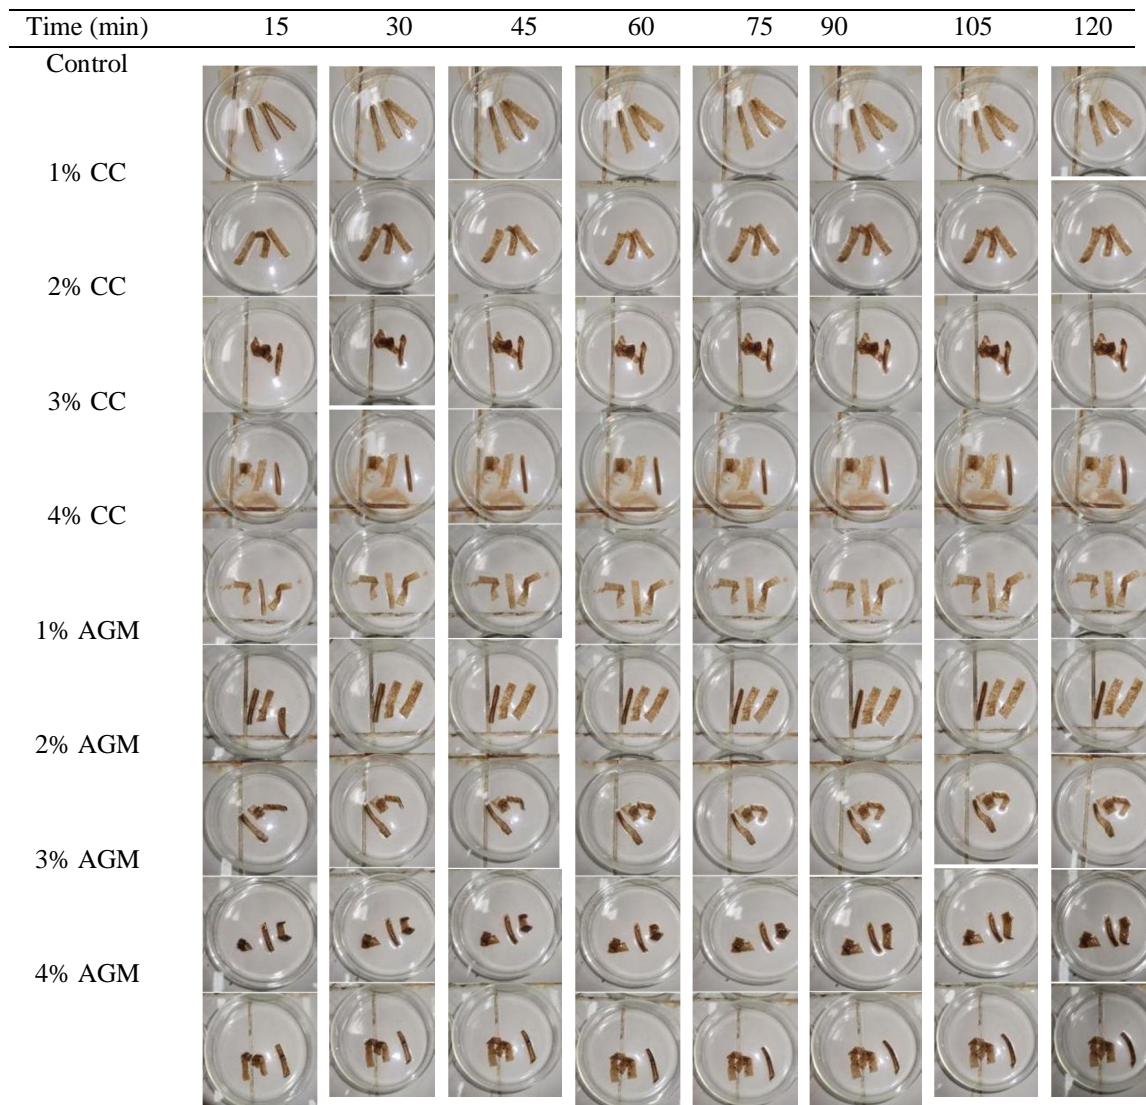 Time (min) 15 30 45 60 75 90 105 120
Control
1% CC
2% CC
3% CC
4% CC
1% AGM
2% AGM
3% AGM
4% AGM